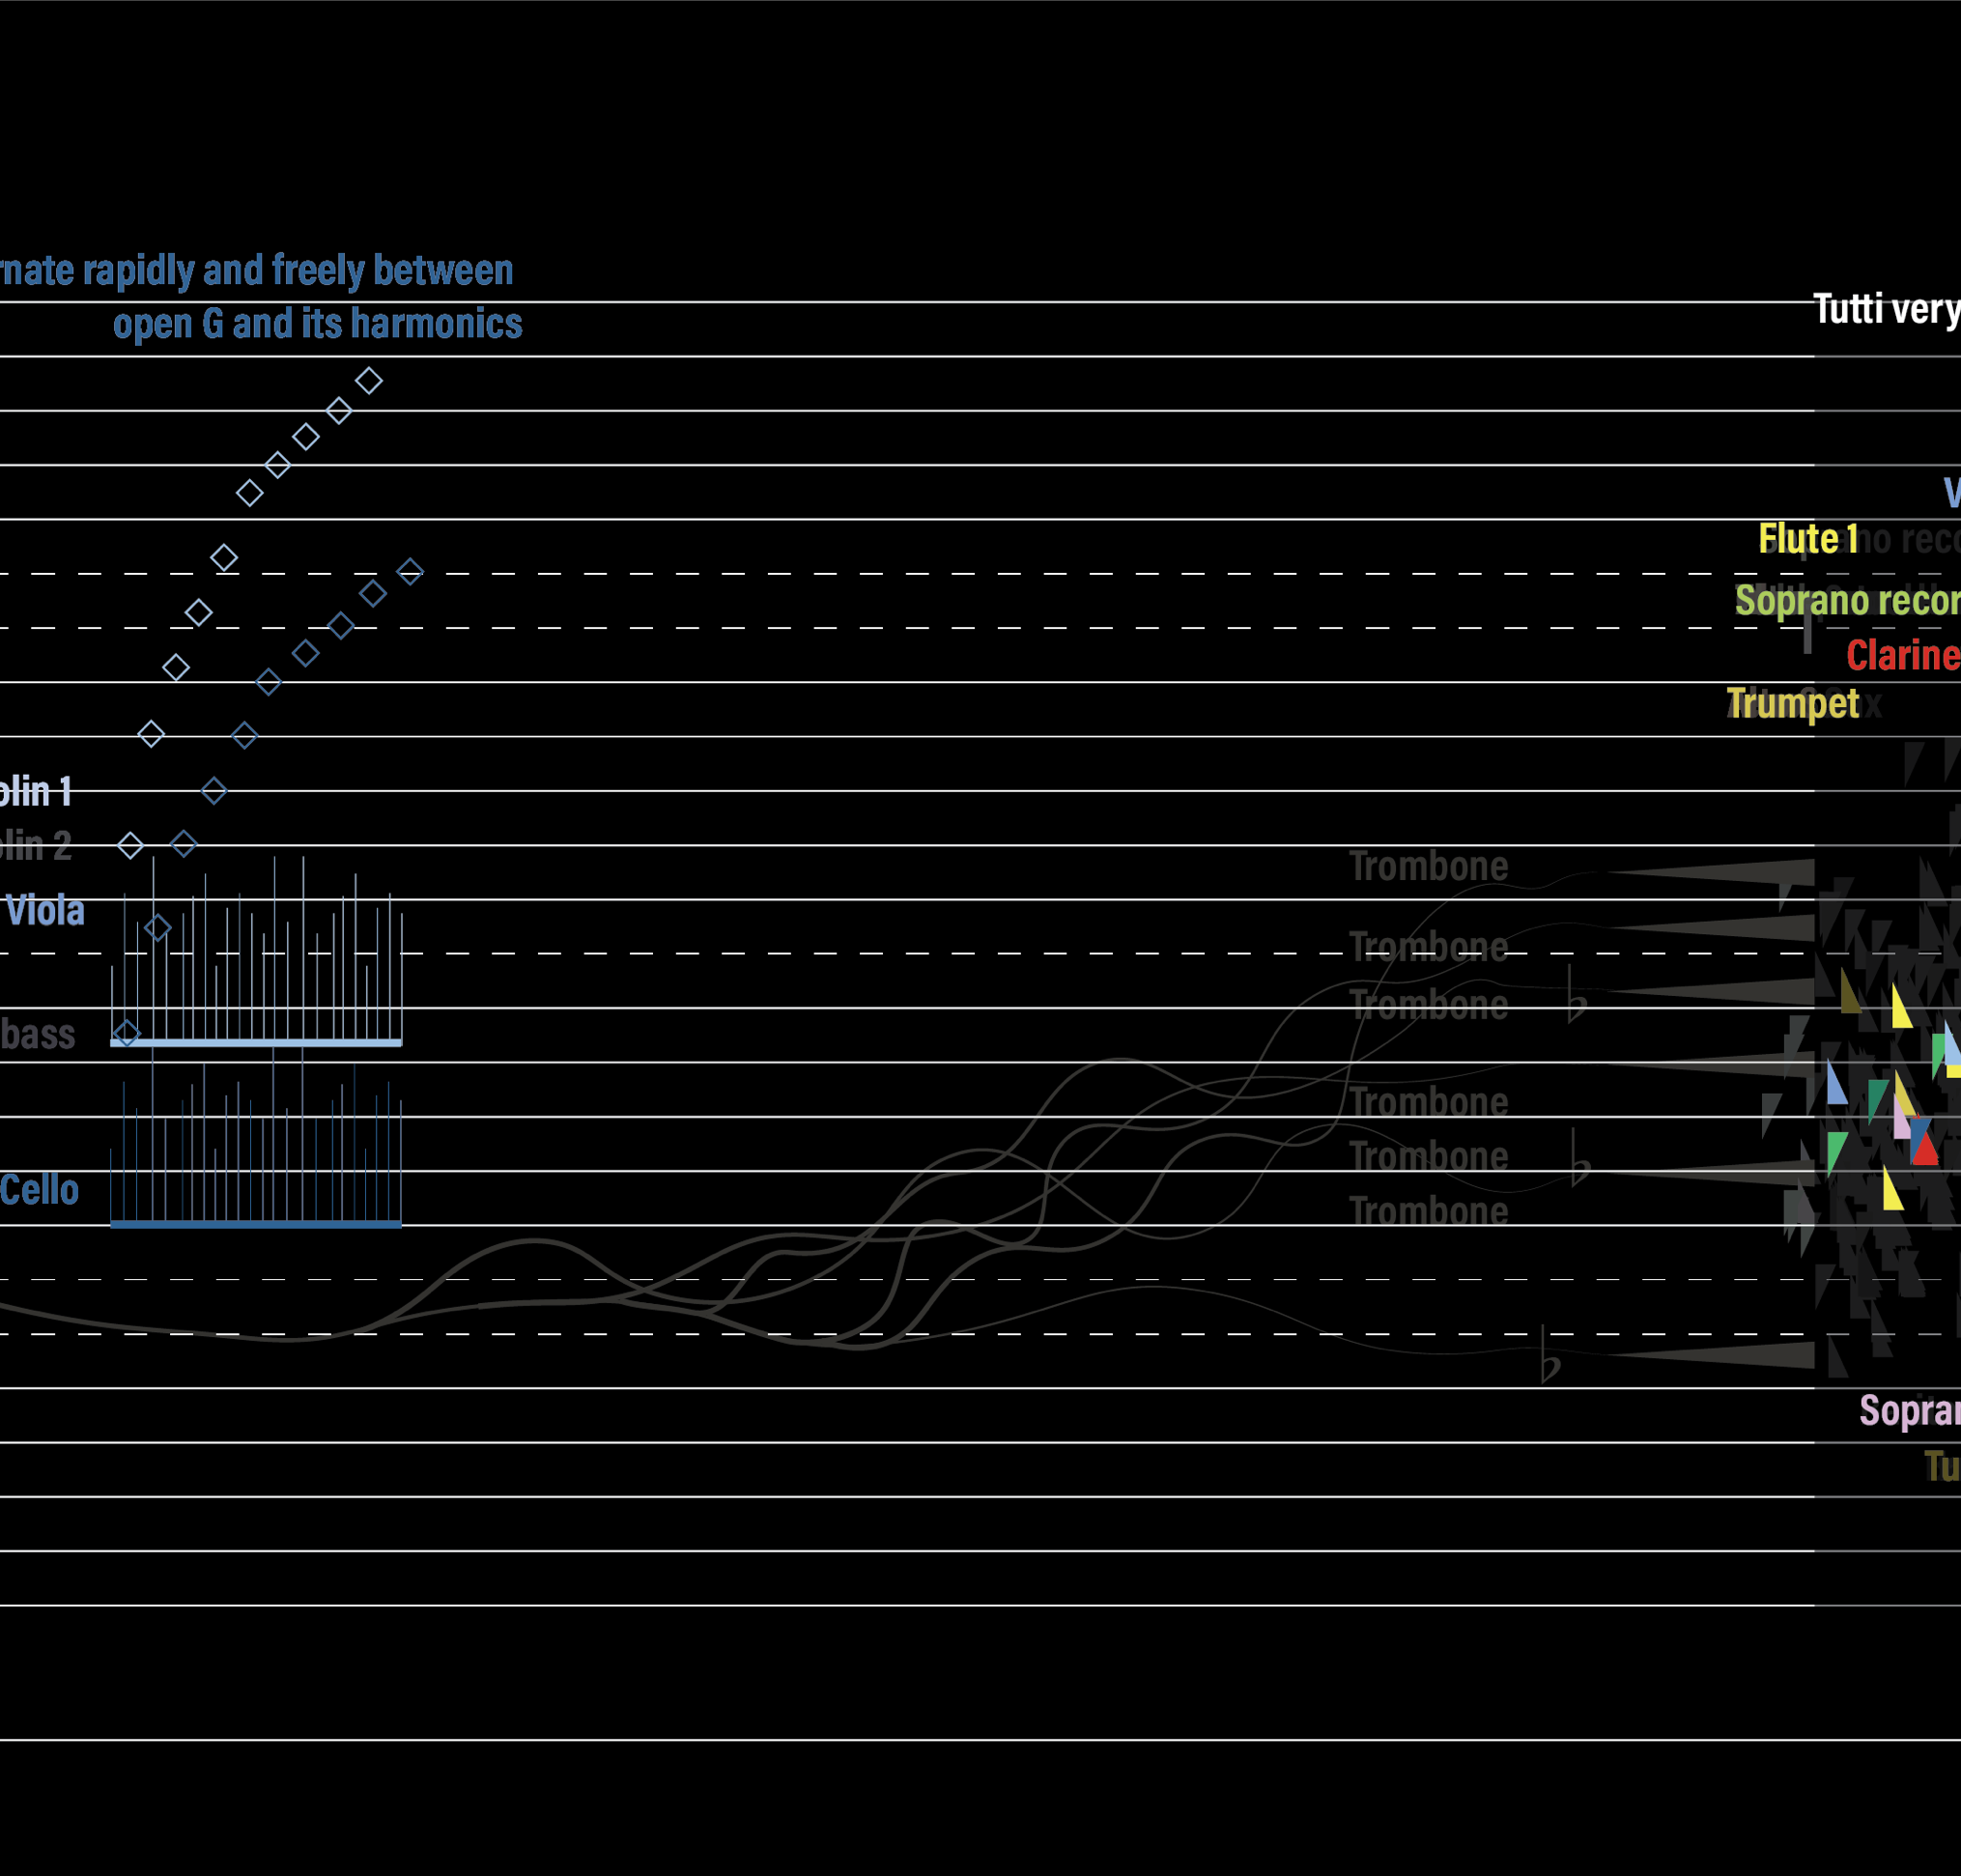 rnate rapidly and freely between
open G and its harmonics
Tutti very
V
Flute 1
Soprano recor
Clarine
Trumpet
olin 1
olin 2
Viola
bass
Cello
Trombone
Trombone
Trombone
Trombone
Trombone
Trombone
Sopran
Tu